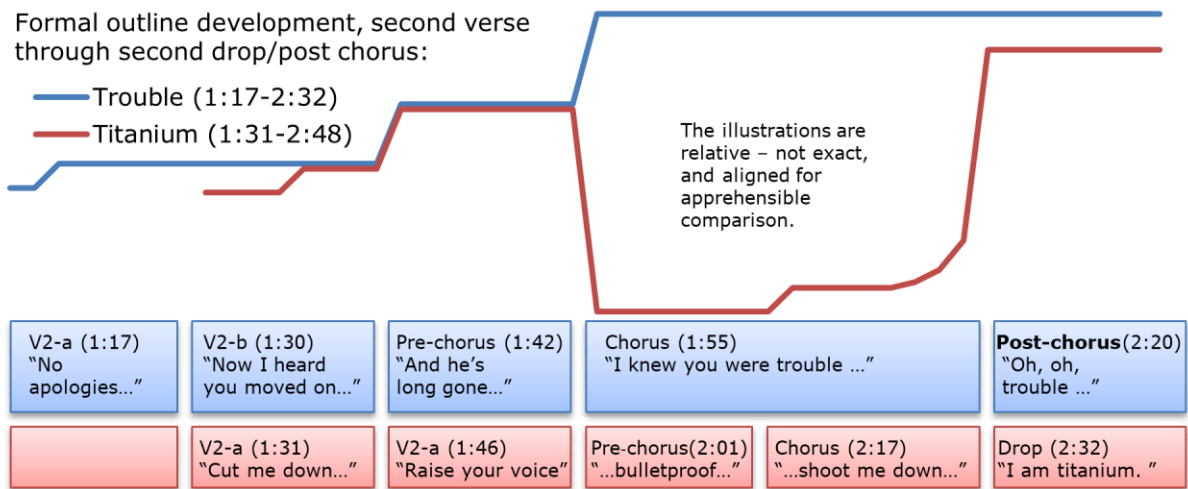 Formal outline development, second verse
through second drop/post chorus:
Trouble (1:17-2:32)
Titanium (1:31-2:48)
The illustrations are
relative – not exact,
and aligned for
apprehensible
comparison.
V2-a (1:17)
“No
apologies…”
V2-b (1:30)
“Now I heard
you moved on…”
Pre-chorus (1:42)
“And he’s
long gone…”
Chorus (1:55)
“I knew you were trouble …”
Post-chorus(2:20)
“Oh, oh,
trouble …”
V2-a (1:31)
“Cut me down…”
V2-a (1:46)
“Raise your voice”
Pre-chorus(2:01)
“…bulletproof…”
Chorus (2:17)
“…shoot me down…”
Drop (2:32)
“I am titanium. ”